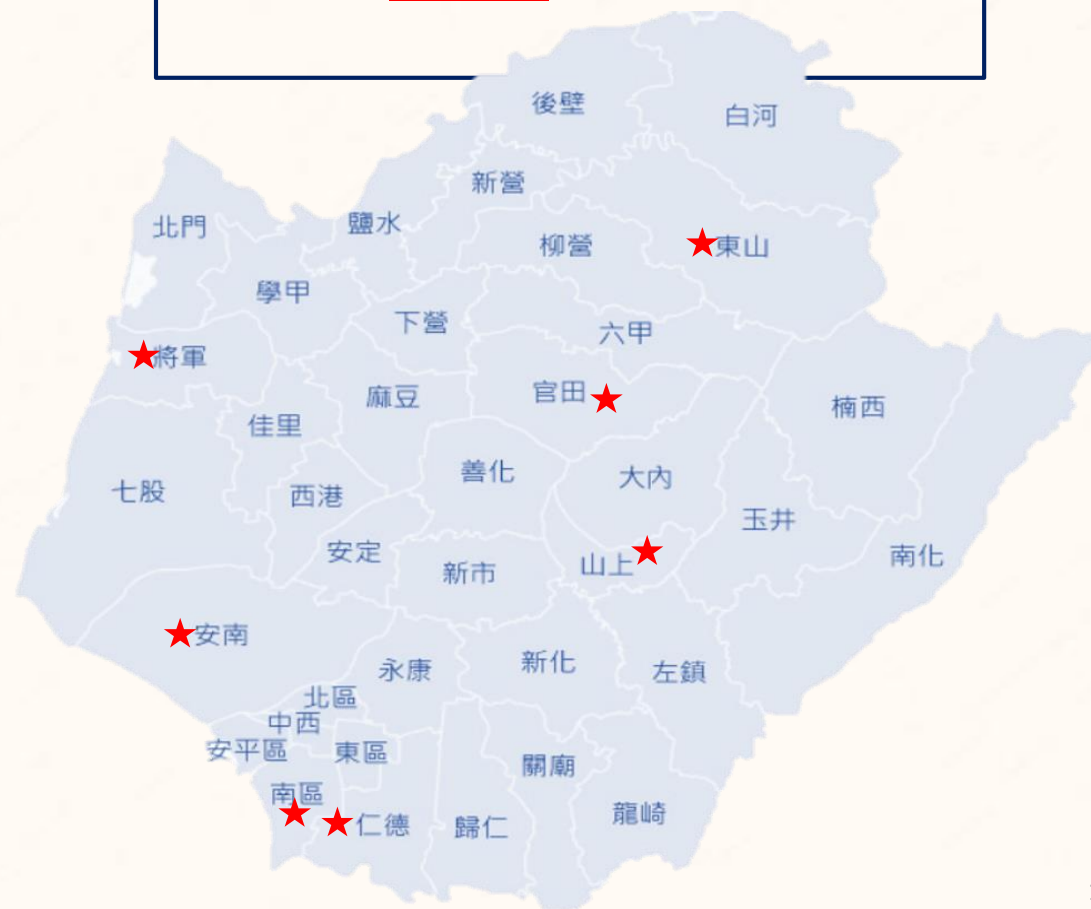 後壁
白河
新營
北門
鹽水
柳營
東山
學甲
下營
六甲
將軍
官田
麻豆
楠西
佳里
善化
大內
七股
西港
玉井
安定
南化
山上
新市
安南
新化
永康
左鎮
北區
中西
安平區
東區
關廟
南區
龍崎
仁德
歸仁